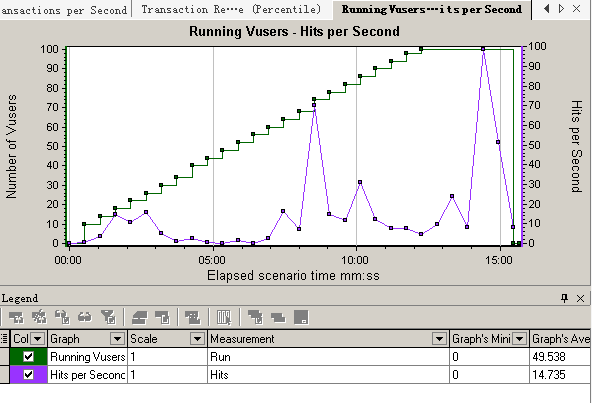 ansactions per Second
Transaction Re⋯e (Percentile)
Running Vusers⋯its per Second
Running Vusers - Hits per Second
Number of Vusers
Hits per Second
100
90
80
70
60
50
40
30
20
10
0
100
90
80
70
60
50
40
30
20
10
0
00:00
05:00
10:00
15:00
Elapsed scenario time mm:ss
Legend
Col Graph Scale Measurement Graph's Mini Graph's Ave
Running Vusers 1 Run 0 49.538
Hits per Second 1 Hits 0 14.735